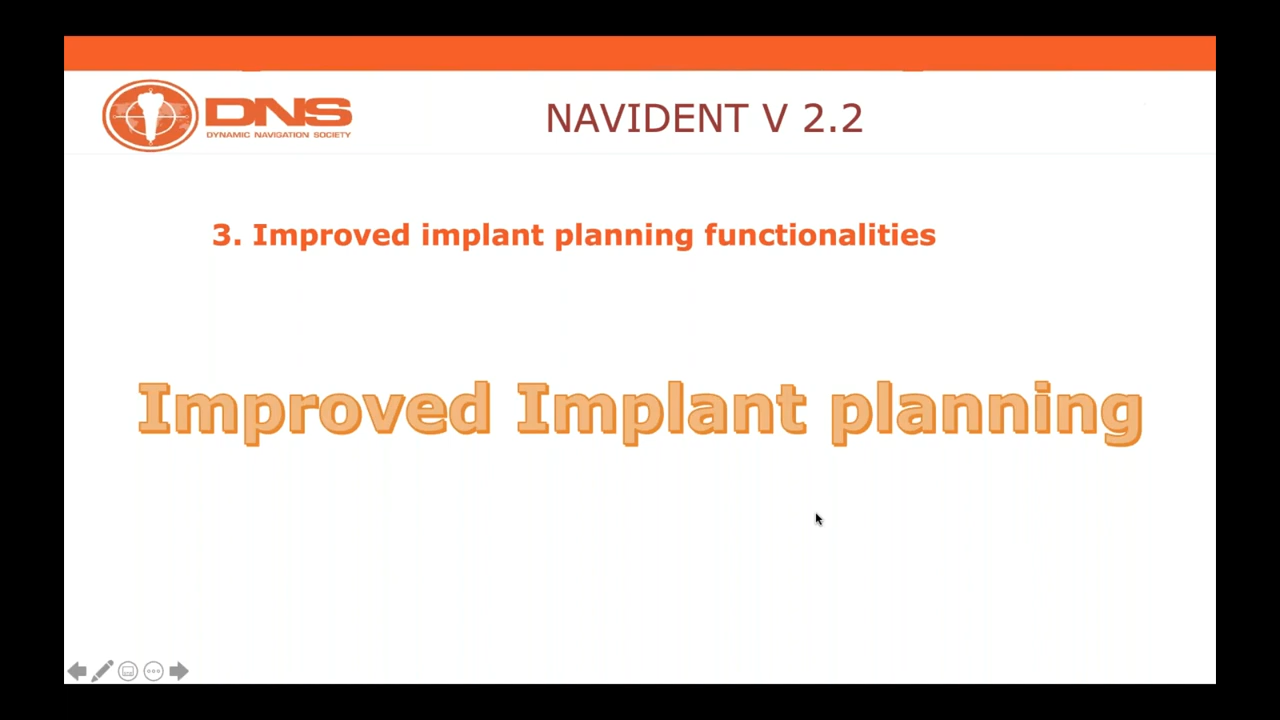 DNS
DYNAMIC NAVIGATION SOCIETY
NAVIDENT V 2.2
3. Improved implant planning functionalities
Improved Implant planning